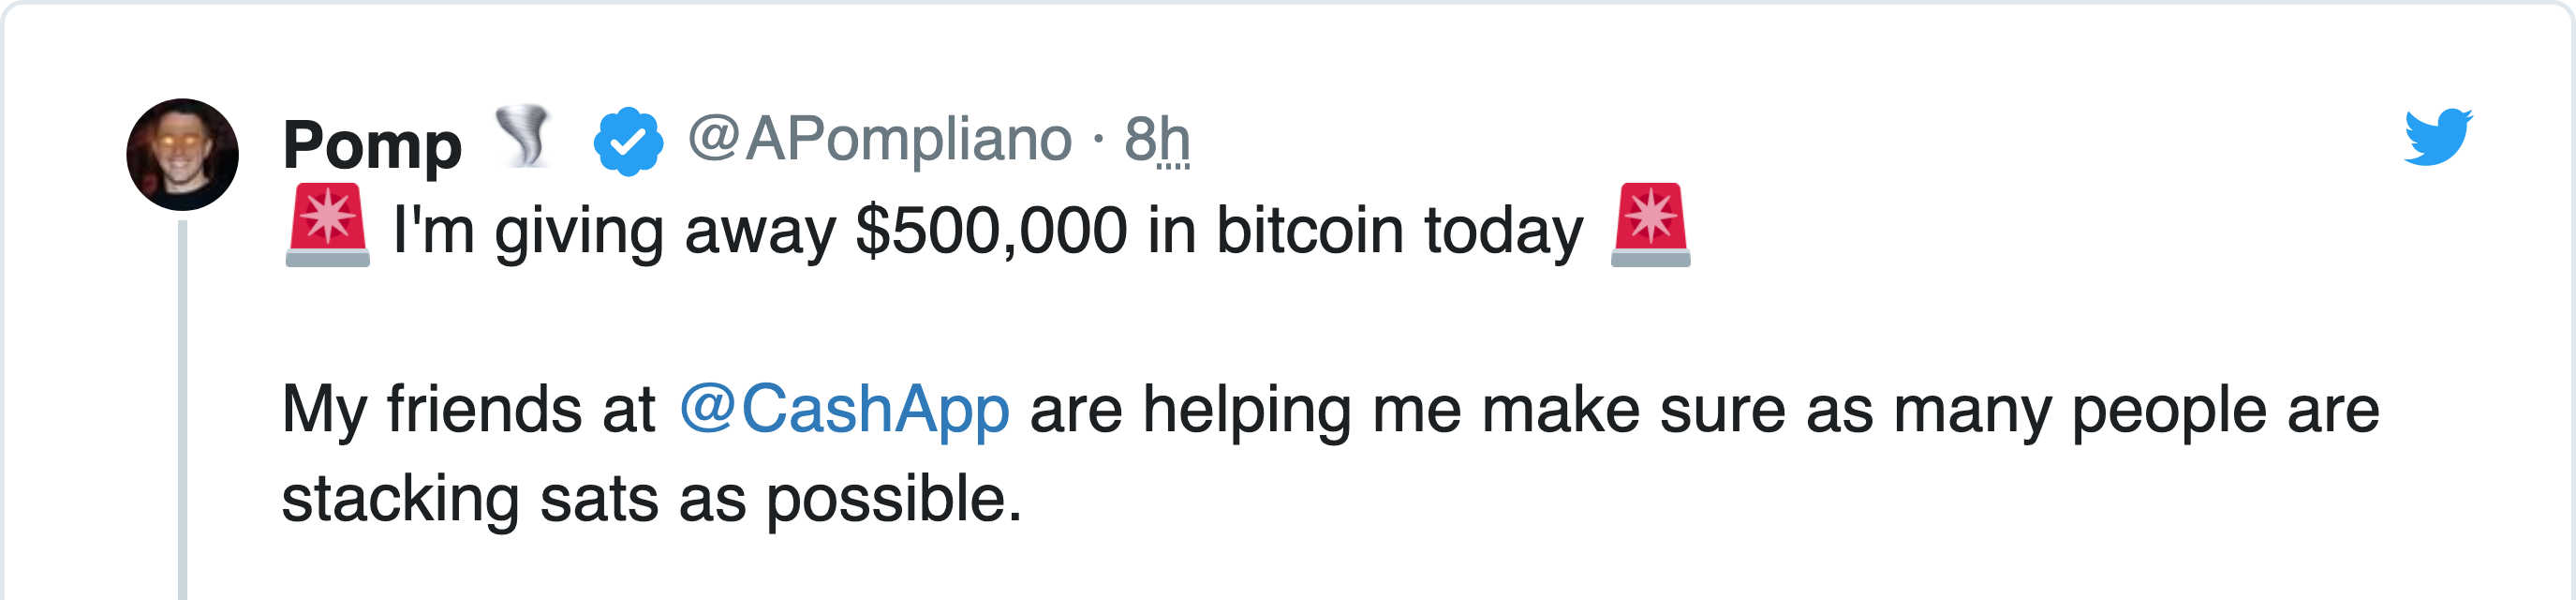 Pomp 🌪 @APompliano · 8h
🚨 I'm giving away $500,000 in bitcoin today 🚨
My friends at @CashApp are helping me make sure as many people are
stacking sats as possible.